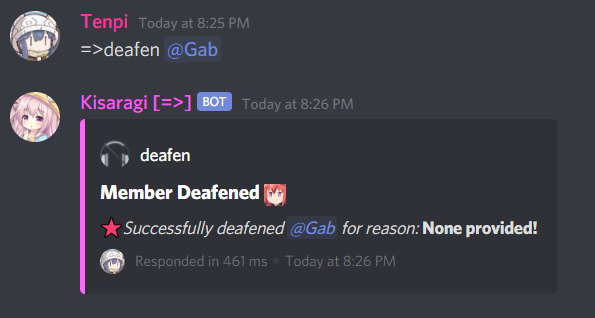 Tenpi Today at 8:25 PM
=>deafen @Gab
Kisaragi [=>] BOT Today at 8:26 PM
deafen
Member Deafened
Successfully deafened @Gab for reason: None provided!
Responded in 461 ms • Today at 8:26 PM